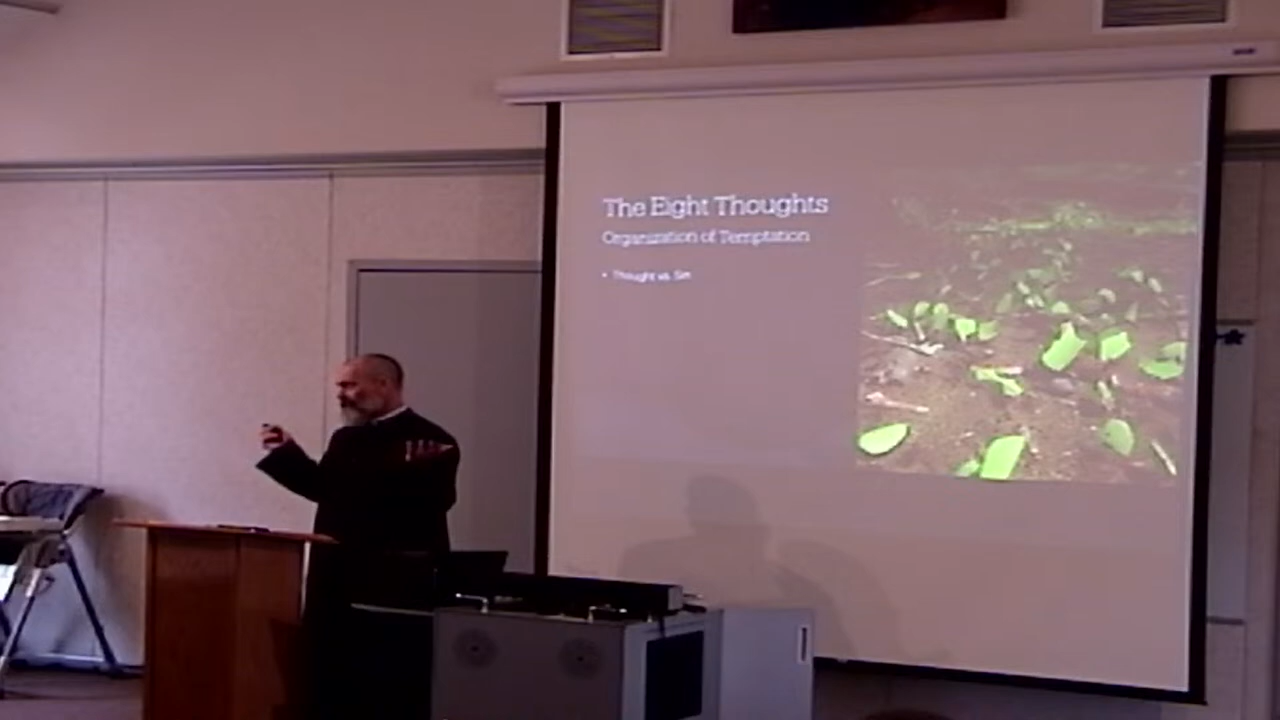 The Eight Thoughts
Organization of Temptation
• Thought vs. Sin